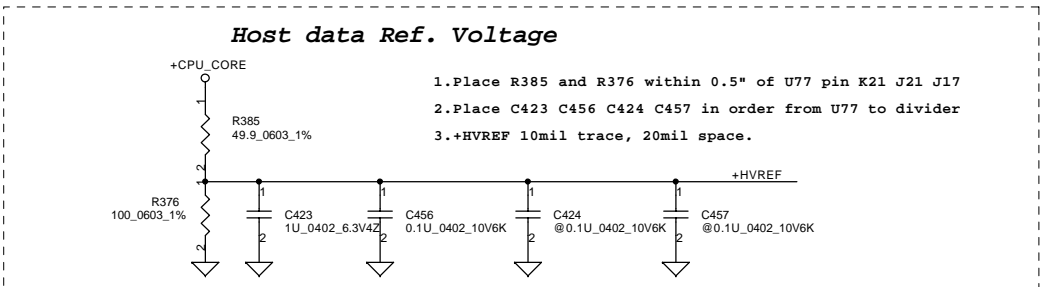 Host data Ref. Voltage
+CPU_CORE
1.Place R385 and R376 within 0.5" of U77 pin K21 J21 J17
2.Place C423 C456 C424 C457 in order from U77 to divider
3.+HVREF 10mil trace, 20mil space.
1
R385
49.9_0603_1%
2
+HVREF
1
1
1
1
1
R376
100_0603_1%
C423
1U_0402_6.3V4Z
C456
0.1U_0402_10V6K
C424
@0.1U_0402_10V6K
C457
@0.1U_0402_10V6K
2
2
2
2
2